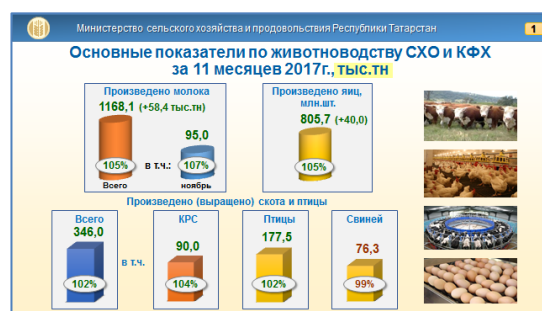 Министерство сельского хозяйства и продовольствия Республики Татарстан
1
Основные показатели по животноводству СХО и КФХ
за 11 месяцев 2017г., тыс.тн
Произведено молока
1168,1 (+58,4 тыс.тн)
95,0
105%
в т.ч.:
107%
Всего
ноябрь
Произведено яиц,
млн.шт.
805,7 (+40,0)
105%
Произведено (выращено) скота и птицы
Всего
346,0
102%
в т.ч.
КРС
90,0
104%
Птицы
177,5
102%
Свиней
76,3
99%